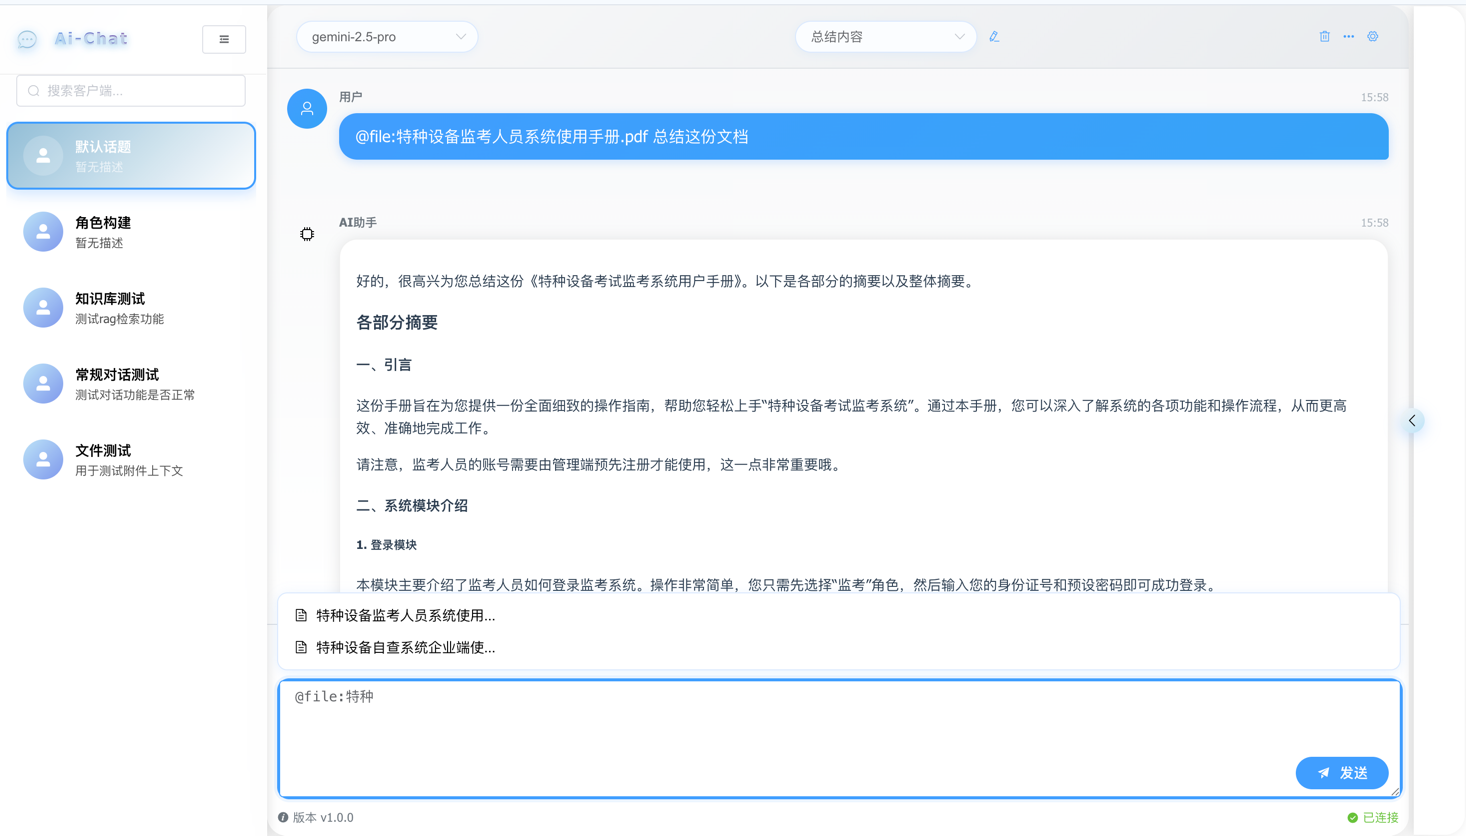 Ai-Chat
搜索客户端...
默认话题
暂无描述
角色构建
暂无描述
知识库测试
测试rag检索功能
常规对话测试
测试对话功能是否正常
文件测试
用于测试附件上下文
gemini-2.5-pro
总结内容
用户
15:58
@file:特种设备监考人员系统使用手册.pdf 总结这份文档
AI助手
15:58
好的，很高兴为您总结这份《特种设备考试监考系统用户手册》。以下是各部分的摘要以及整体摘要。
各部分摘要
一、引言
这份手册旨在为您提供一份全面细致的操作指南，帮助您轻松上手“特种设备考试监考系统”。通过本手册，您可以深入了解系统的各项功能和操作流程，从而更高
效、准确地完成工作。
请注意，监考人员的账号需要由管理端预先注册才能使用，这一点非常重要哦。
二、系统模块介绍
1. 登录模块
本模块主要介绍了监考人员如何登录监考系统。操作非常简单，您只需先选择“监考”角色，然后输入您的身份证号和预设密码即可成功登录。
特种设备监考人员系统使用...
特种设备自查系统企业端使...
@file:特种
发送
版本 v1.0.0
已连接